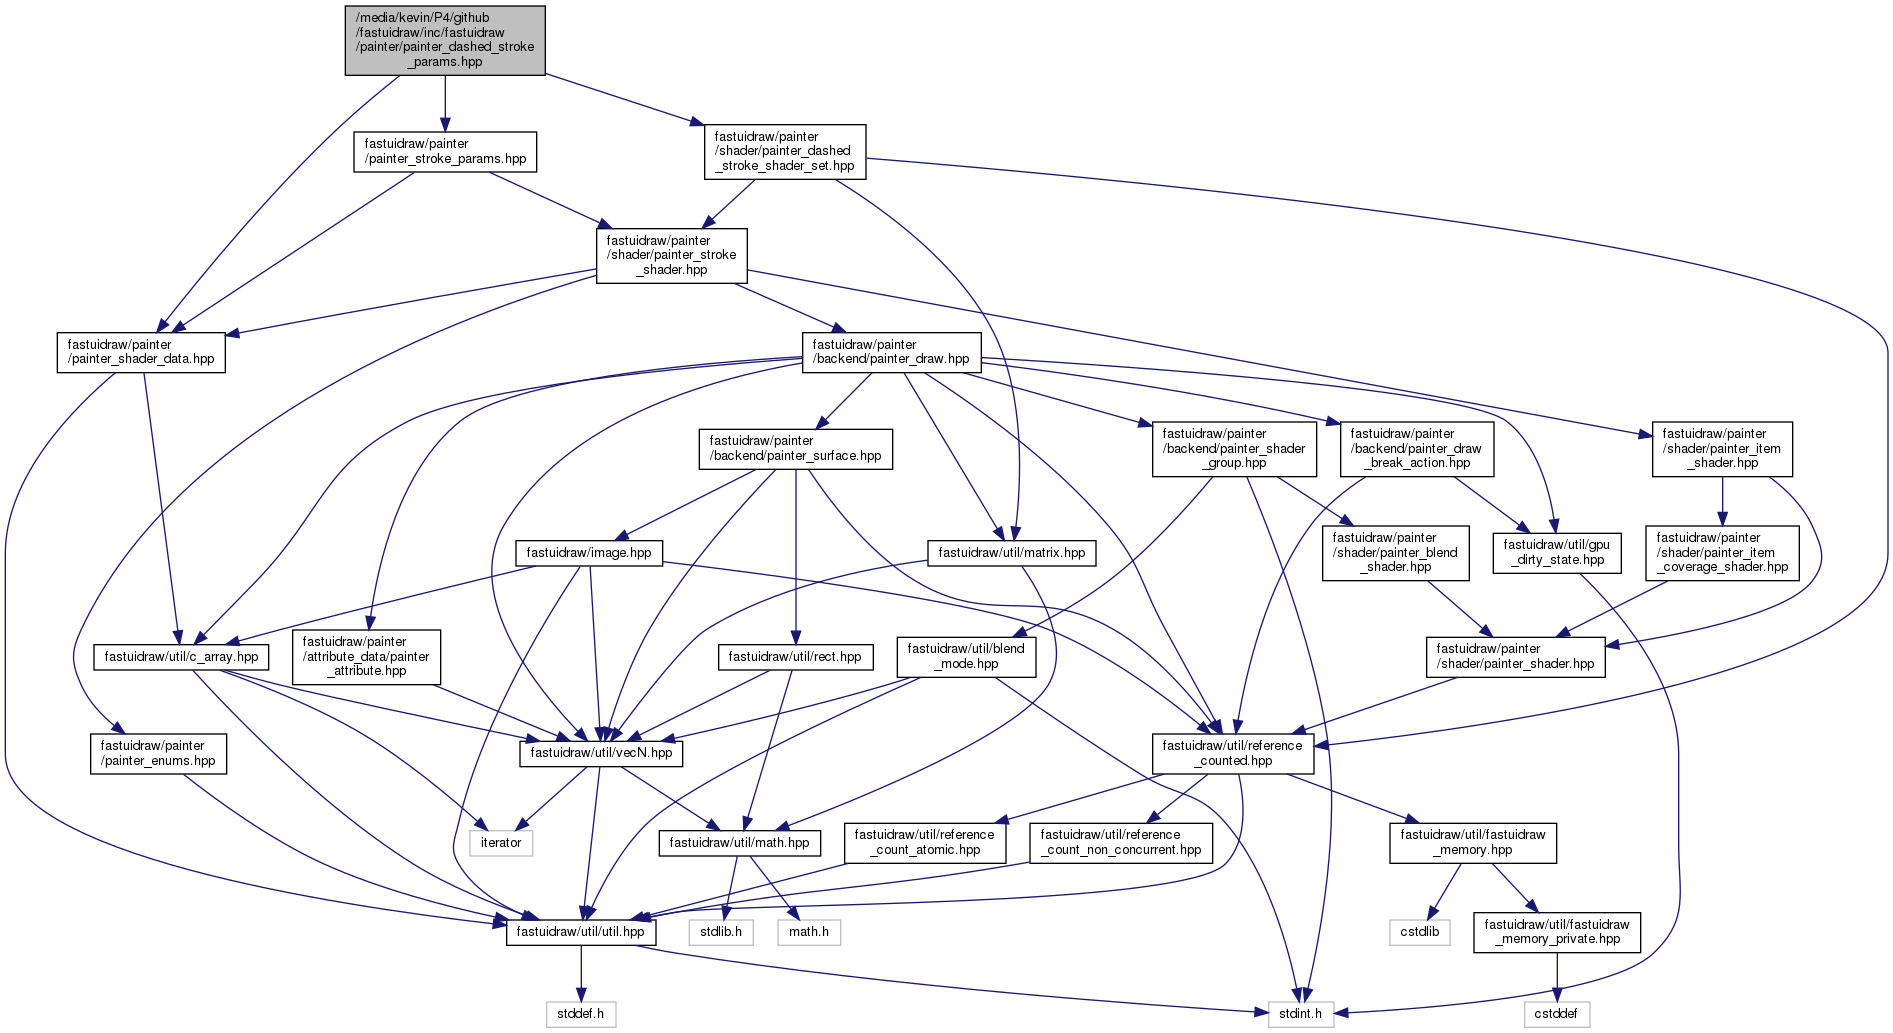 /media/kevin/P4/github
/fastuidraw/inc/fastuidraw
/painter/painter_dashed_stroke
_params.hpp
fastuidraw/painter
/painter_stroke_params.hpp
fastuidraw/painter
/shader/painter_dashed
_stroke_shader_set.hpp
fastuidraw/painter
/shader/painter_stroke
_shader.hpp
fastuidraw/painter
/painter_shader_data.hpp
fastuidraw/painter
/backend/painter_draw.hpp
fastuidraw/painter
/backend/painter_surface.hpp
fastuidraw/painter
/backend/painter_shader
_group.hpp
fastuidraw/painter
/backend/painter_draw
_break_action.hpp
fastuidraw/painter
/shader/painter_item
_shader.hpp
fastuidraw/image.hpp
fastuidraw/util/matrix.hpp
fastuidraw/painter
/shader/painter_blend
_shader.hpp
fastuidraw/util/gpu
_dirty_state.hpp
fastuidraw/painter
/shader/painter_item
_coverage_shader.hpp
fastuidraw/util/c_array.hpp
fastuidraw/painter
/attribute_data/painter
_attribute.hpp
fastuidraw/util/rect.hpp
fastuidraw/util/blend
_mode.hpp
fastuidraw/painter
/shader/painter_shader.hpp
fastuidraw/painter
/painter_enums.hpp
fastuidraw/util/vecN.hpp
fastuidraw/util/reference
_counted.hpp
iterator
fastuidraw/util/math.hpp
fastuidraw/util/reference
_count_atomic.hpp
fastuidraw/util/reference
_count_non_concurrent.hpp
fastuidraw/util/fastuidraw
_memory.hpp
fastuidraw/util/util.hpp
stdlib.h
math.h
cstdlib
fastuidraw/util/fastuidraw
_memory_private.hpp
stddef.h
stdint.h
cstddef